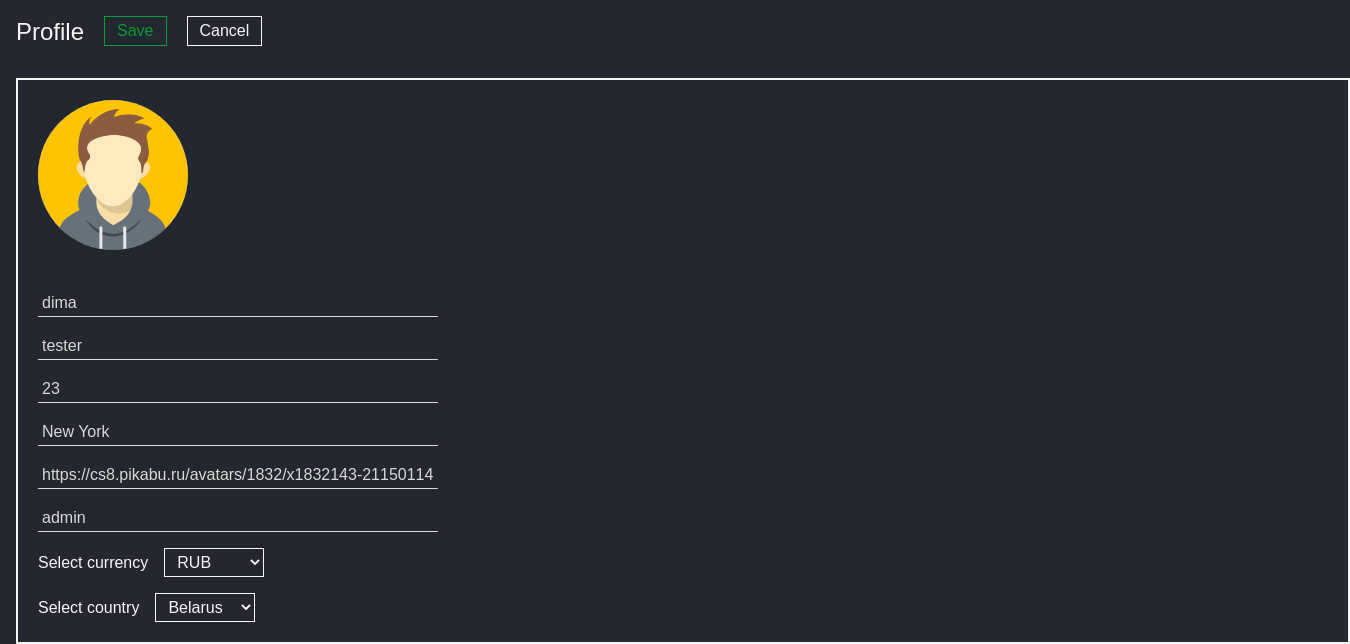 Profile Save Cancel
dima
tester
23
New York
https://cs8.pikabu.ru/avatars/1832/x1832143-21150114
admin
Select currency RUB
Select country Belarus